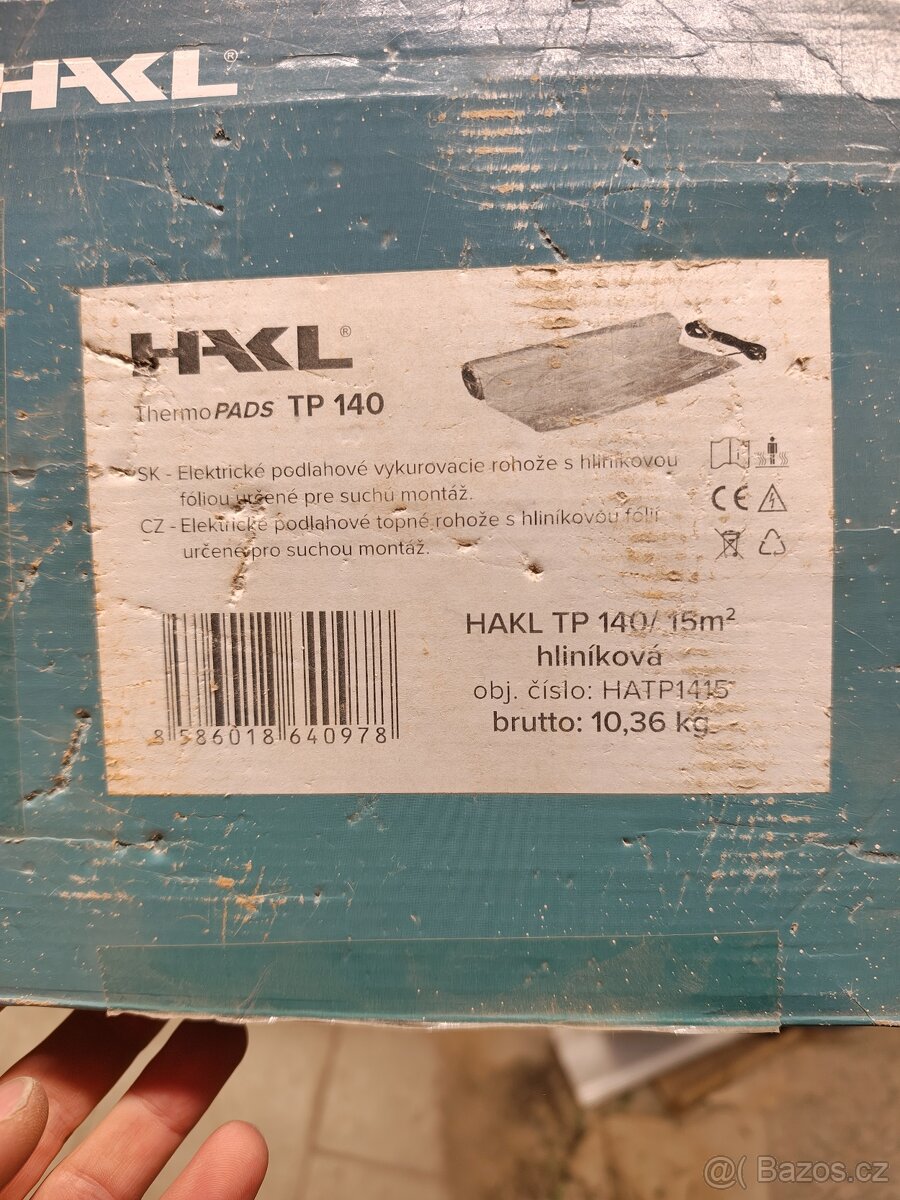 HAKL®
HAKL®
ThermoPADS TP 140
SK - Elektrické podlahové vykurovacie rohože s hliníkovou
fóliou určené pre suchú montáž.
CZ - Elektrické podlahové topné rohože s hliníkovou fólií
určené pro suchou montáž.
CE
HAKL TP 140/ 15m²
hliníková
obj. číslo: HATP1415
brutto: 10,36 kg
8 586018 640978
@( Bazos.cz